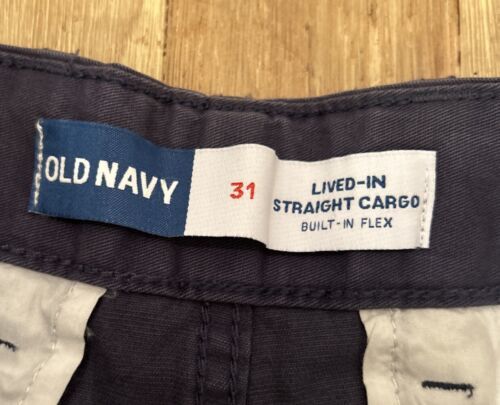 OLD NAVY
31
LIVED-IN
STRAIGHT CARGO
BUILT-IN FLEX